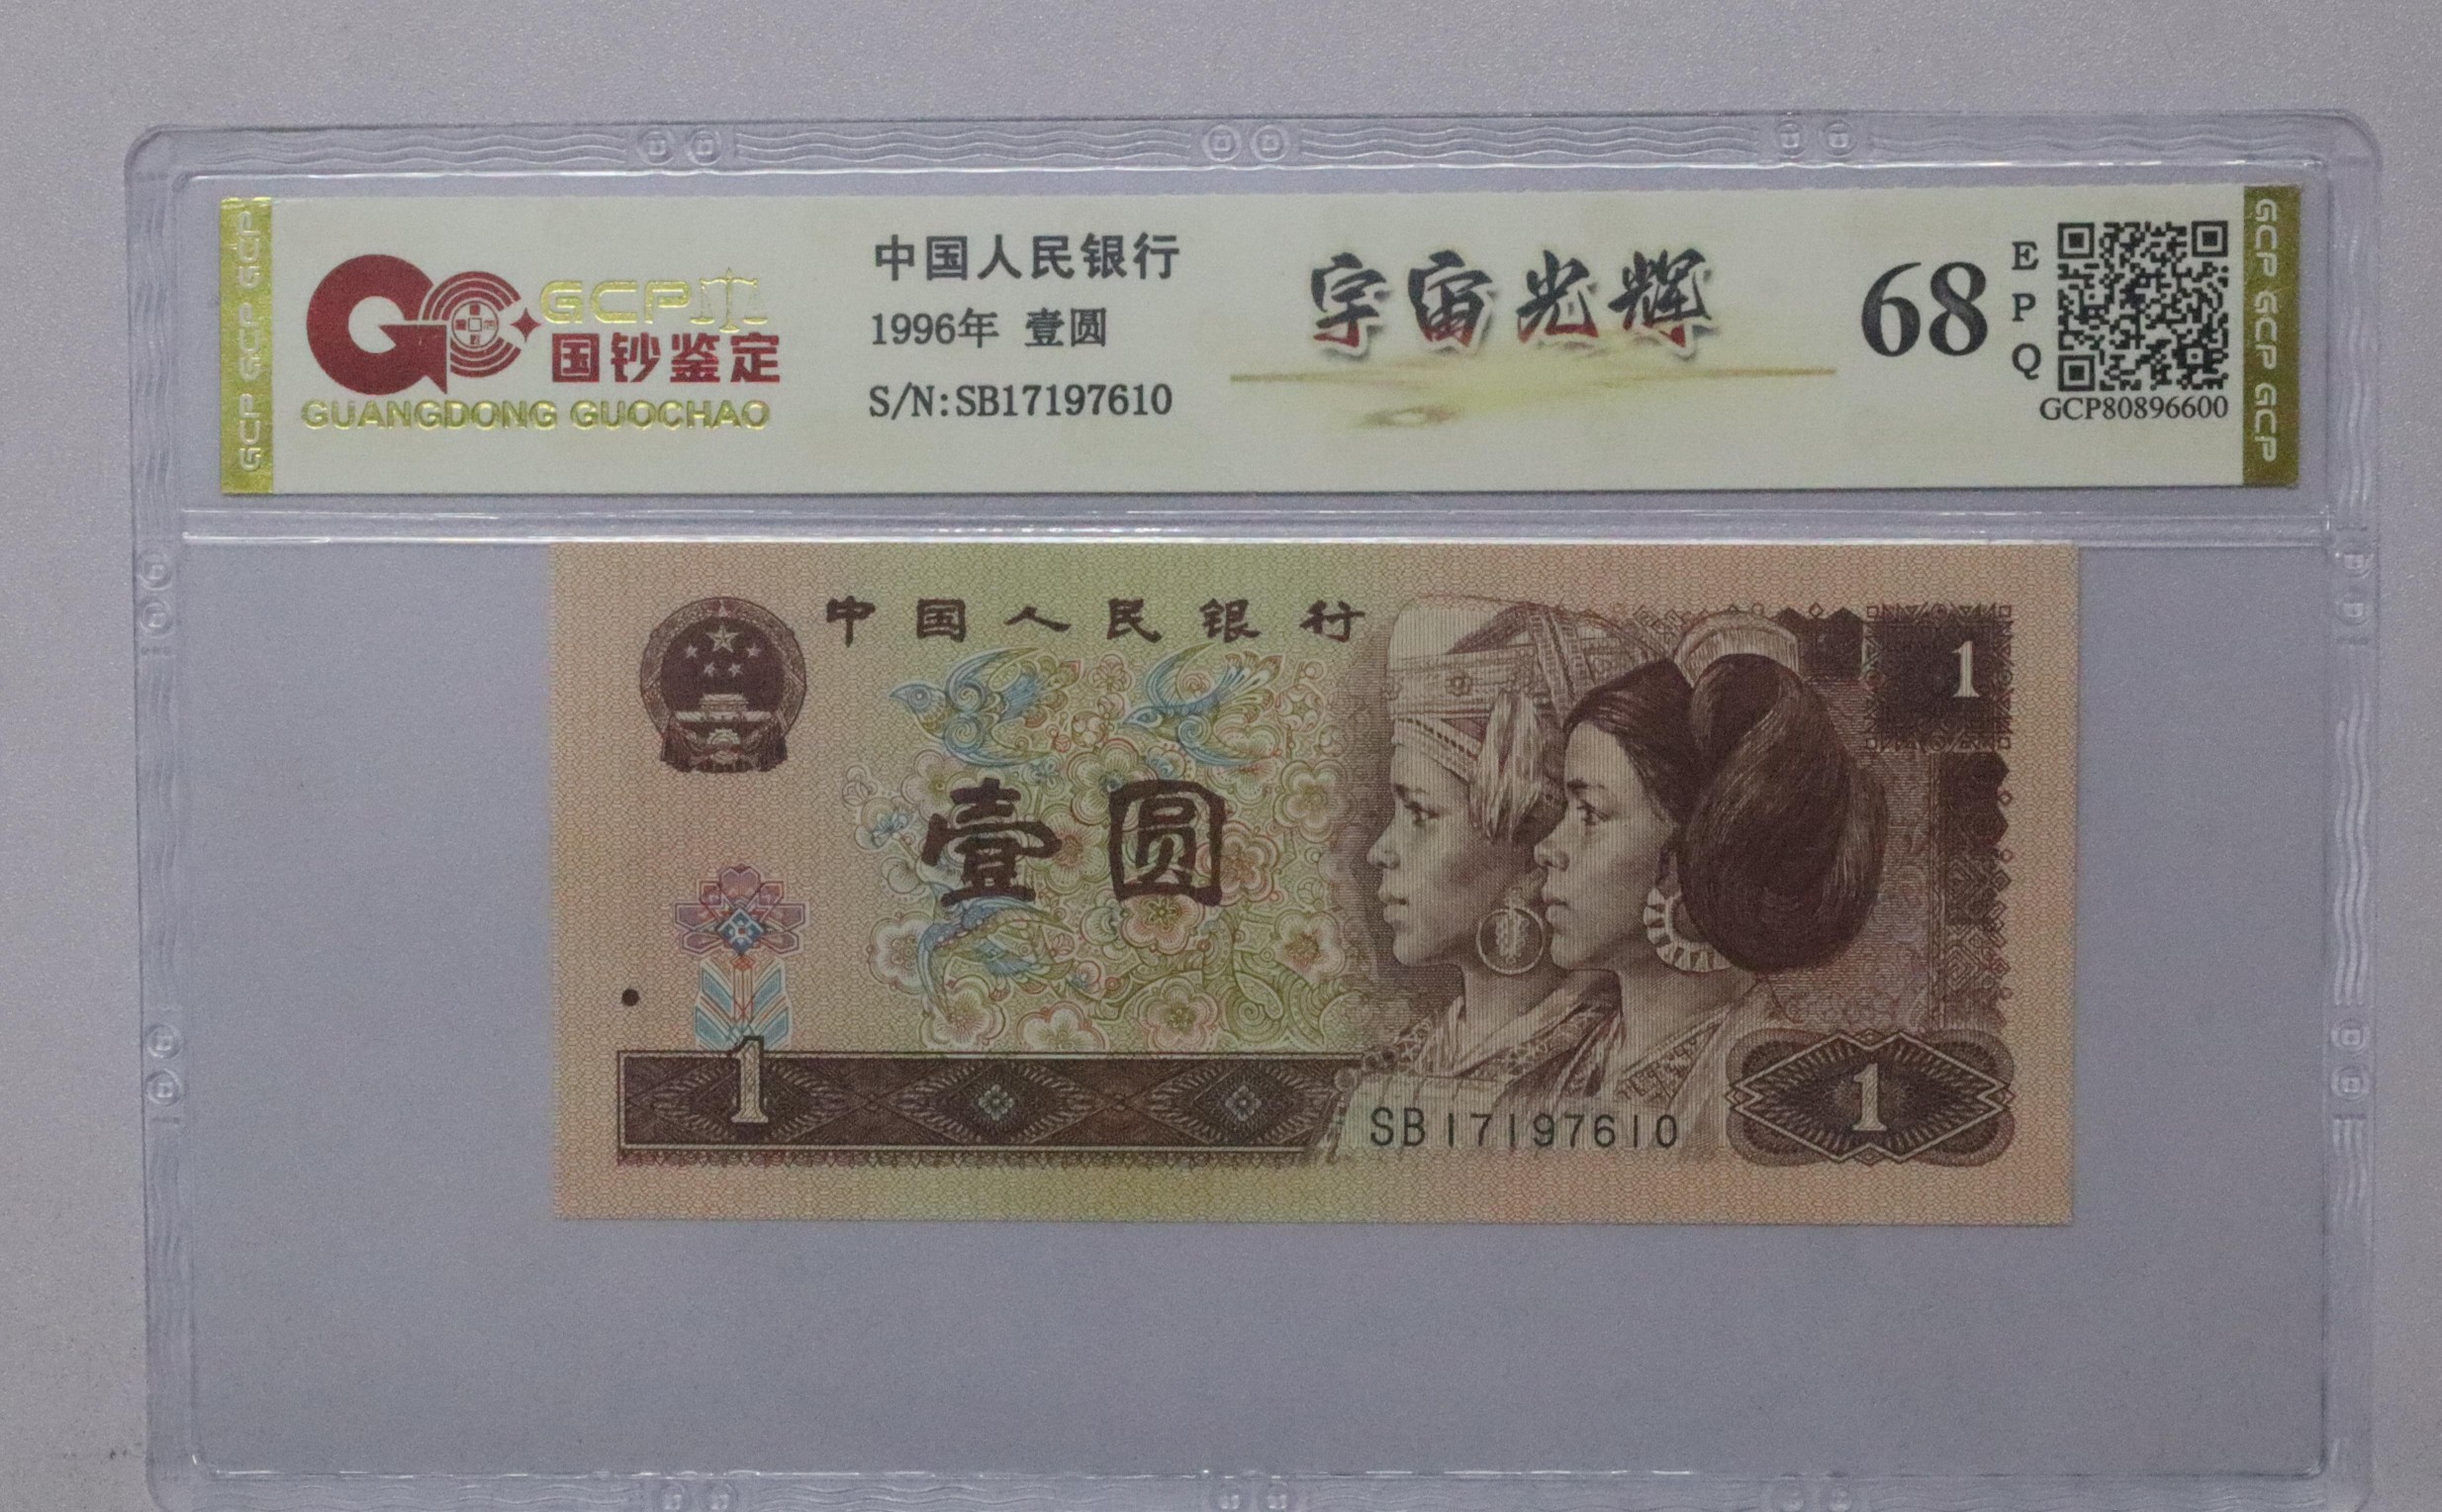 GCP GCP GCP
GCP
国钞鉴定
GUANGDONG GUOCHAO
中国人民银行
1996年 壹圆
S/N:SB17197610
宇宙光辉
68
E
P
Q
GCP80896600
GCP GCP GCP
中国人民银行
1
壹圆
1
SB17197610
1